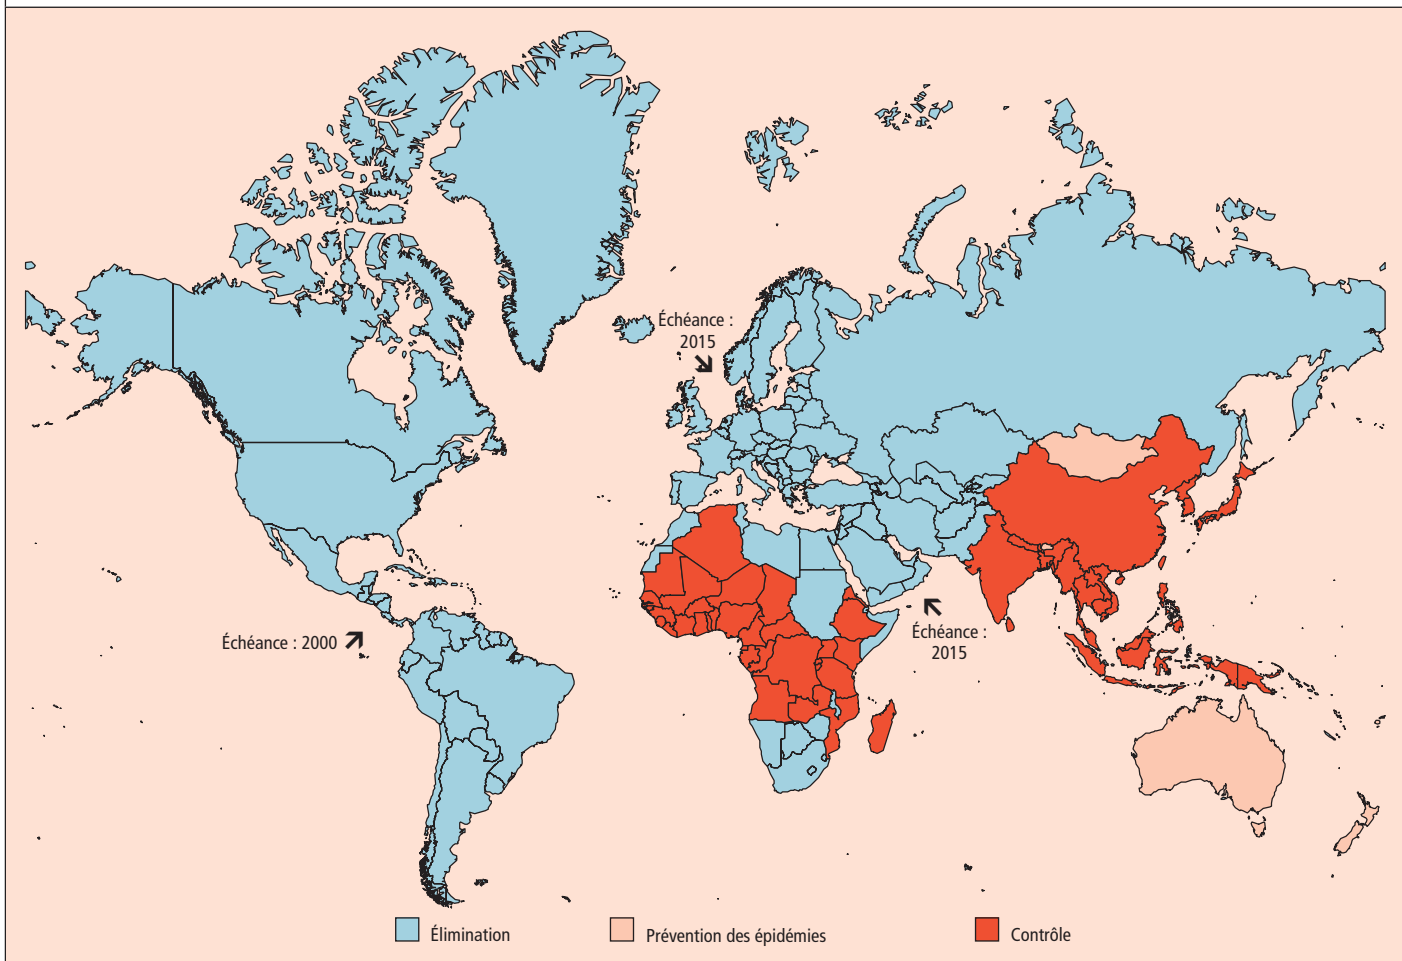 Échéance :
2015
Échéance : 2000
Échéance :
2015
Élimination
Prévention des épidémies
Contrôle